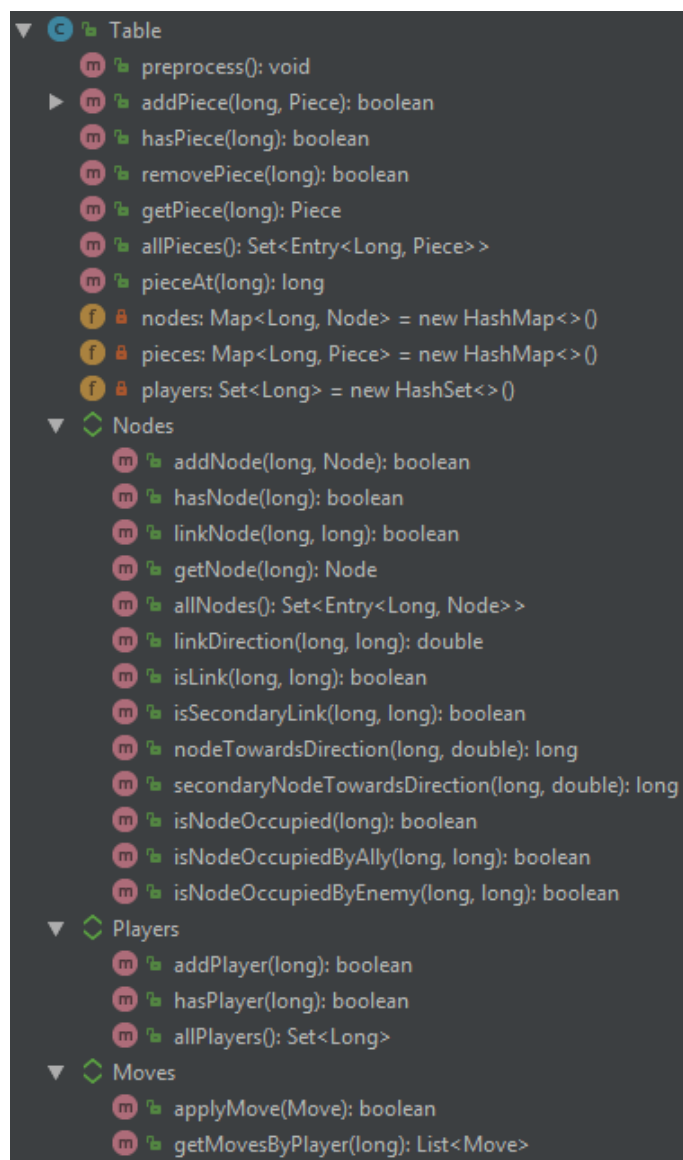 Table
preprocess(): void
addPiece(long, Piece): boolean
hasPiece(long): boolean
removePiece(long): boolean
getPiece(long): Piece
allPieces(): Set<Entry<Long, Piece>>
pieceAt(long): long
nodes: Map<Long, Node> = new HashMap<>()
pieces: Map<Long, Piece> = new HashMap<>()
players: Set<Long> = new HashSet<>()
Nodes
addNode(long, Node): boolean
hasNode(long): boolean
linkNode(long, long): boolean
getNode(long): Node
allNodes(): Set<Entry<Long, Node>>
linkDirection(long, long): double
isLink(long, long): boolean
isSecondaryLink(long, long): boolean
nodeTowardsDirection(long, double): long
secondaryNodeTowardsDirection(long, double): long
isNodeOccupied(long): boolean
isNodeOccupiedByAlly(long, long): boolean
isNodeOccupiedByEnemy(long, long): boolean
Players
addPlayer(long): boolean
hasPlayer(long): boolean
allPlayers(): Set<Long>
Moves
applyMove(Move): boolean
getMovesByPlayer(long): List<Move>